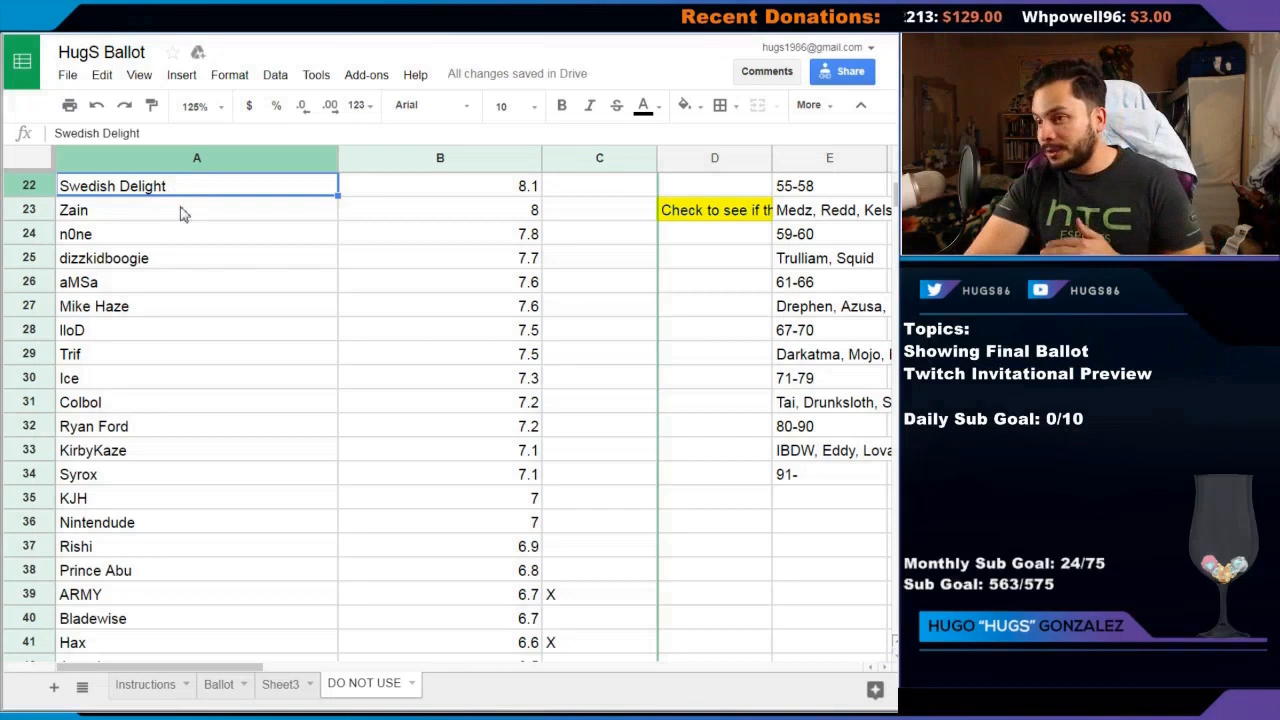 Recent Donations:
213: $129.00 Whpowell96: $3.00
HugS Ballot
hugs1986@gmail.com
File Edit View Insert Format Data Tools Add-ons Help All changes saved in Drive
Comments
Share
125% $ % .0 .00 123 Arial 10 B I S A More
fx Swedish Delight
A B C D E
22 Swedish Delight 8.1 55-58
23 Zain 8 Check to see if th Medz, Redd, Kels
24 n0ne 7.8 59-60
25 dizzkidboogie 7.7 Trulliam, Squid
26 aMSa 7.6 61-66
27 Mike Haze 7.6 Drephen, Azusa,
28 lloD 7.5 67-70
29 Trif 7.5 Darkatma, Mojo,
30 Ice 7.3 71-79
31 Colbol 7.2 Tai, Drunksloth, S
32 Ryan Ford 7.2 80-90
33 KirbyKaze 7.1 IBDW, Eddy, Lova
34 Syrox 7.1 91-
35 KJH 7
36 Nintendude 7
37 Rishi 6.9
38 Prince Abu 6.8
39 ARMY 6.7 X
40 Bladewise 6.7
41 Hax 6.6 X
Instructions Ballot Sheet3 DO NOT USE
hTC
ESPORTS
HUGS86 HUGS86
Topics:
Showing Final Ballot
Twitch Invitational Preview
Daily Sub Goal: 0/10
Monthly Sub Goal: 24/75
Sub Goal: 563/575
HUGO "HUGS" GONZALEZ